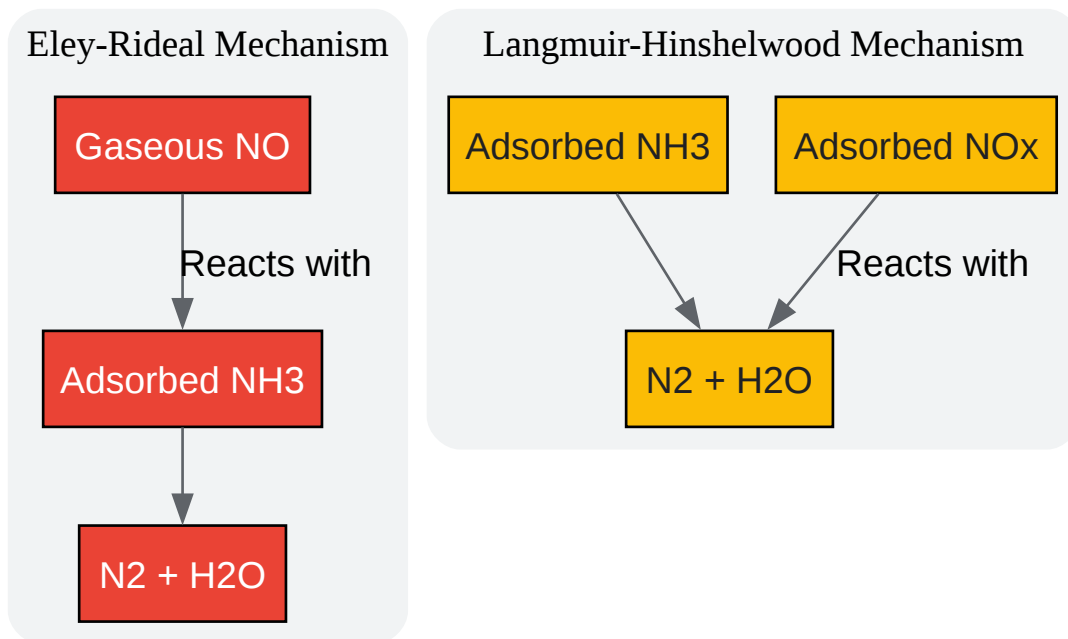 Eley-Rideal Mechanism
Gaseous NO
Reacts with
Adsorbed NH3
N2 + H2O
Langmuir-Hinshelwood Mechanism
Adsorbed NH3
Adsorbed NOx
Reacts with
N2 + H2O